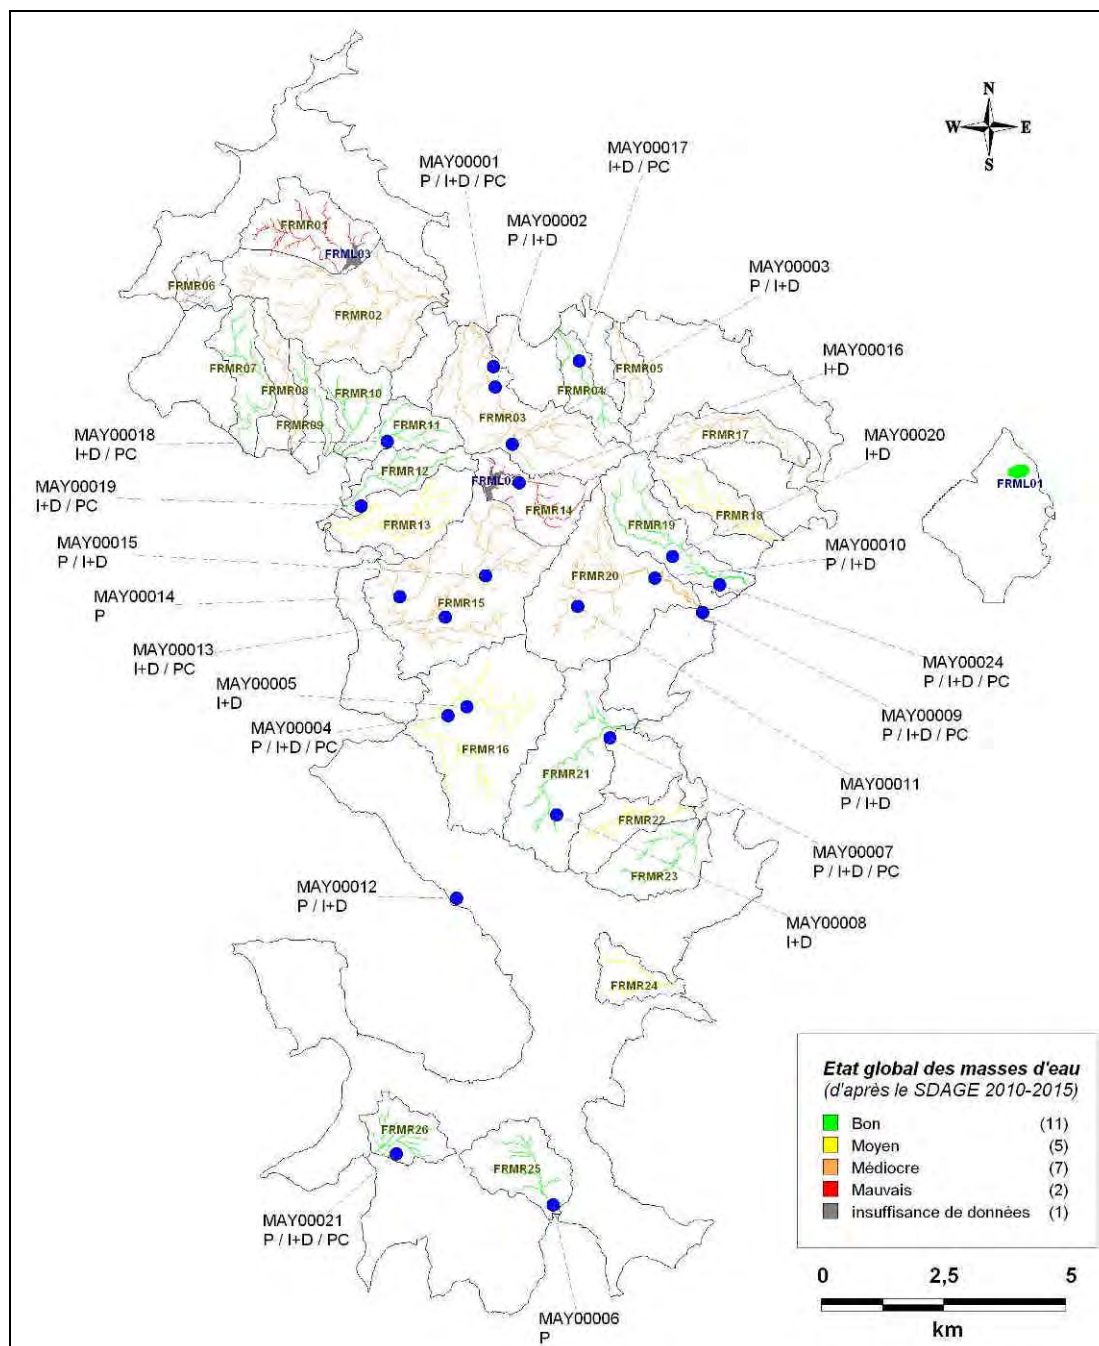 N
W E
S
MAY00017
I+D / PC
MAY00001
P / I+D / PC
MAY00002
P / I+D
MAY00003
P / I+D
MAY00016
I+D
MAY00020
I+D
MAY00018
I+D / PC
MAY00019
I+D / PC
MAY00015
P / I+D
MAY00014
P
MAY00013
I+D / PC
MAY00005
I+D
MAY00004
P / I+D / PC
MAY00010
P / I+D
MAY00024
P / I+D / PC
MAY00009
P / I+D / PC
MAY00011
P / I+D
MAY00007
P / I+D / PC
MAY00008
I+D
MAY00012
P / I+D
MAY00021
P / I+D / PC
MAY00006
P
FRMR01
FRML03
FRMR06
FRMR02
FRMR07
FRMR08
FRMR10
FRMR09
FRMR11
FRMR12
FRMR13
FRMR04
FRMR05
FRMR03
FRMR17
FRMR14
FRMR19
FRMR18
FRML01
FRMR20
FRMR15
FRMR16
FRMR21
FRMR22
FRMR23
FRMR24
FRMR26
FRMR25
Etat global des masses d'eau
(d'après le SDAGE 2010-2015)
Bon (11)
Moyen (5)
Médiocre (7)
Mauvais (2)
insuffisance de données (1)
0 2,5 5
km